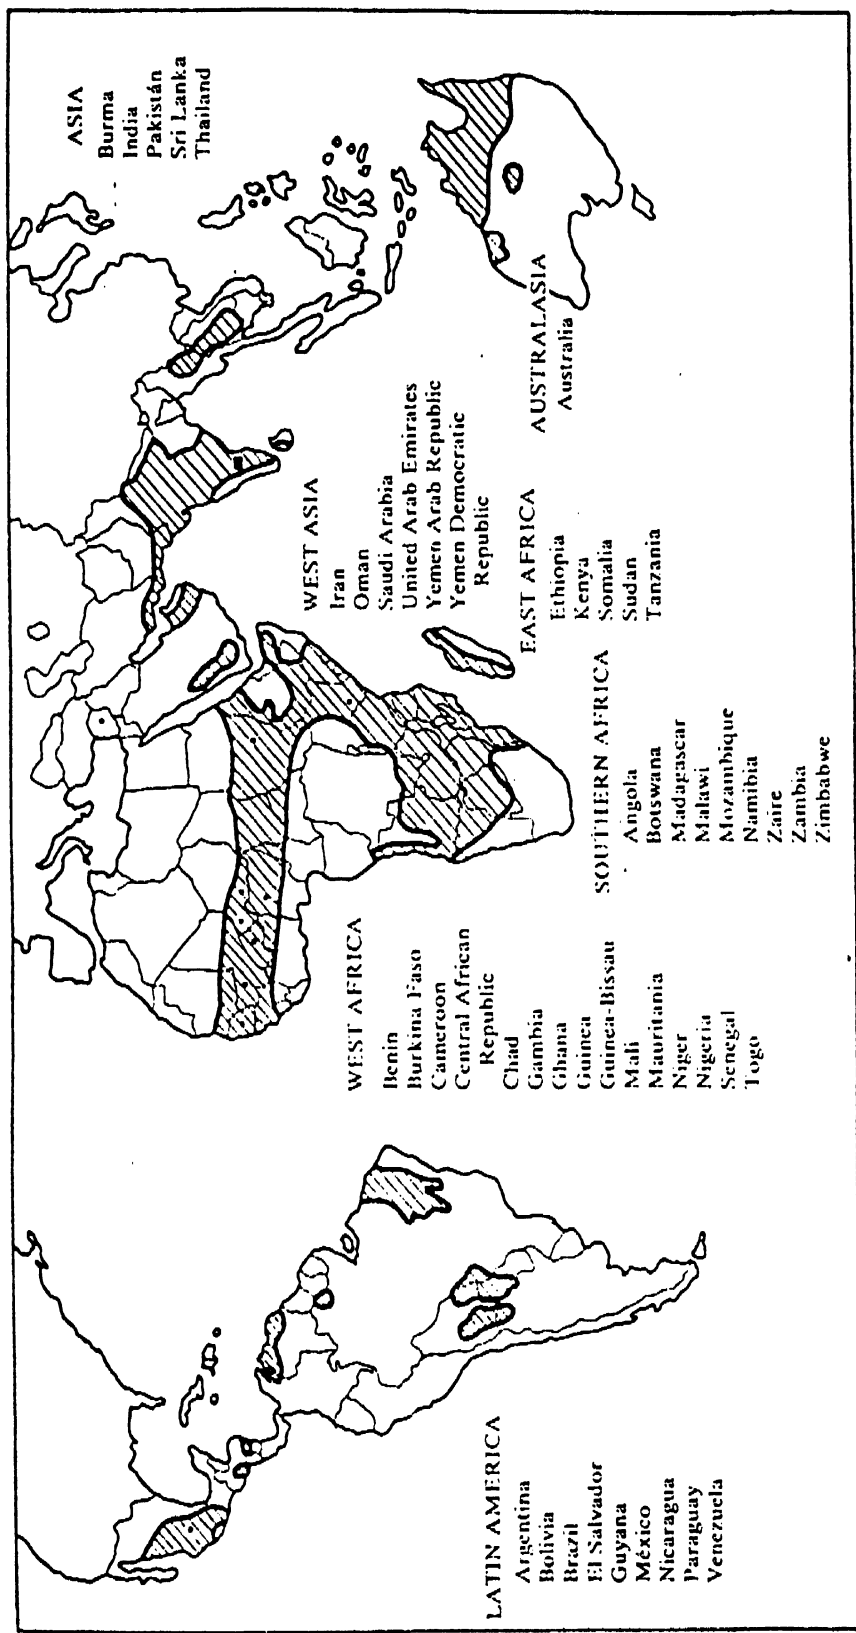 LATIN AMERICA
Argentina
Bolivia
Brazil
El Salvador
Guyana
México
Nicaragua
Paraguay
Venezuela
WEST AFRICA
Benin
Burkina Faso
Cameroon
Central African
Republic
Chad
Gambia
Ghana
Guinea
Guinea-Bissau
Mali
Mauritania
Niger
Nigeria
Senegal
Togo
SOUTHERN AFRICA
Angola
Botswana
Madagascar
Malawi
Mozambique
Namibia
Zaire
Zambia
Zimbabwe
EAST AFRICA
Ethiopia
Kenya
Somalia
Sudan
Tanzania
WEST ASIA
Iran
Oman
Saudi Arabia
United Arab Emirates
Yemen Arab Republic
Yemen Democratic
Republic
AUSTRALASIA
Australia
ASIA
Burma
India
Pakistán
Sri Lanka
Thailand